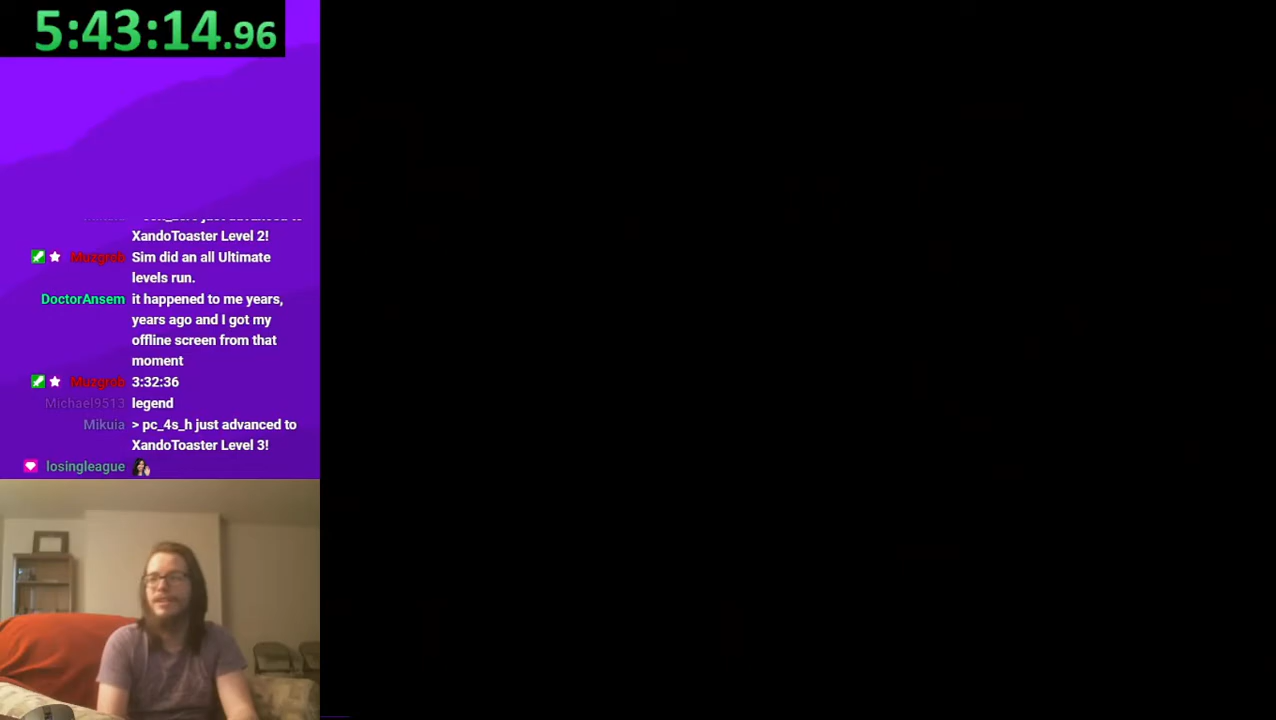 5:43:14.96
XandoToaster Level 2!
Muzgrob Sim did an all Ultimate
levels run.
DoctorAnsem it happened to me years,
years ago and I got my
offline screen from that
moment
Muzgrob 3:32:36
Michael9513 legend
Mikuia > pc_4s_h just advanced to
XandoToaster Level 3!
losingleague